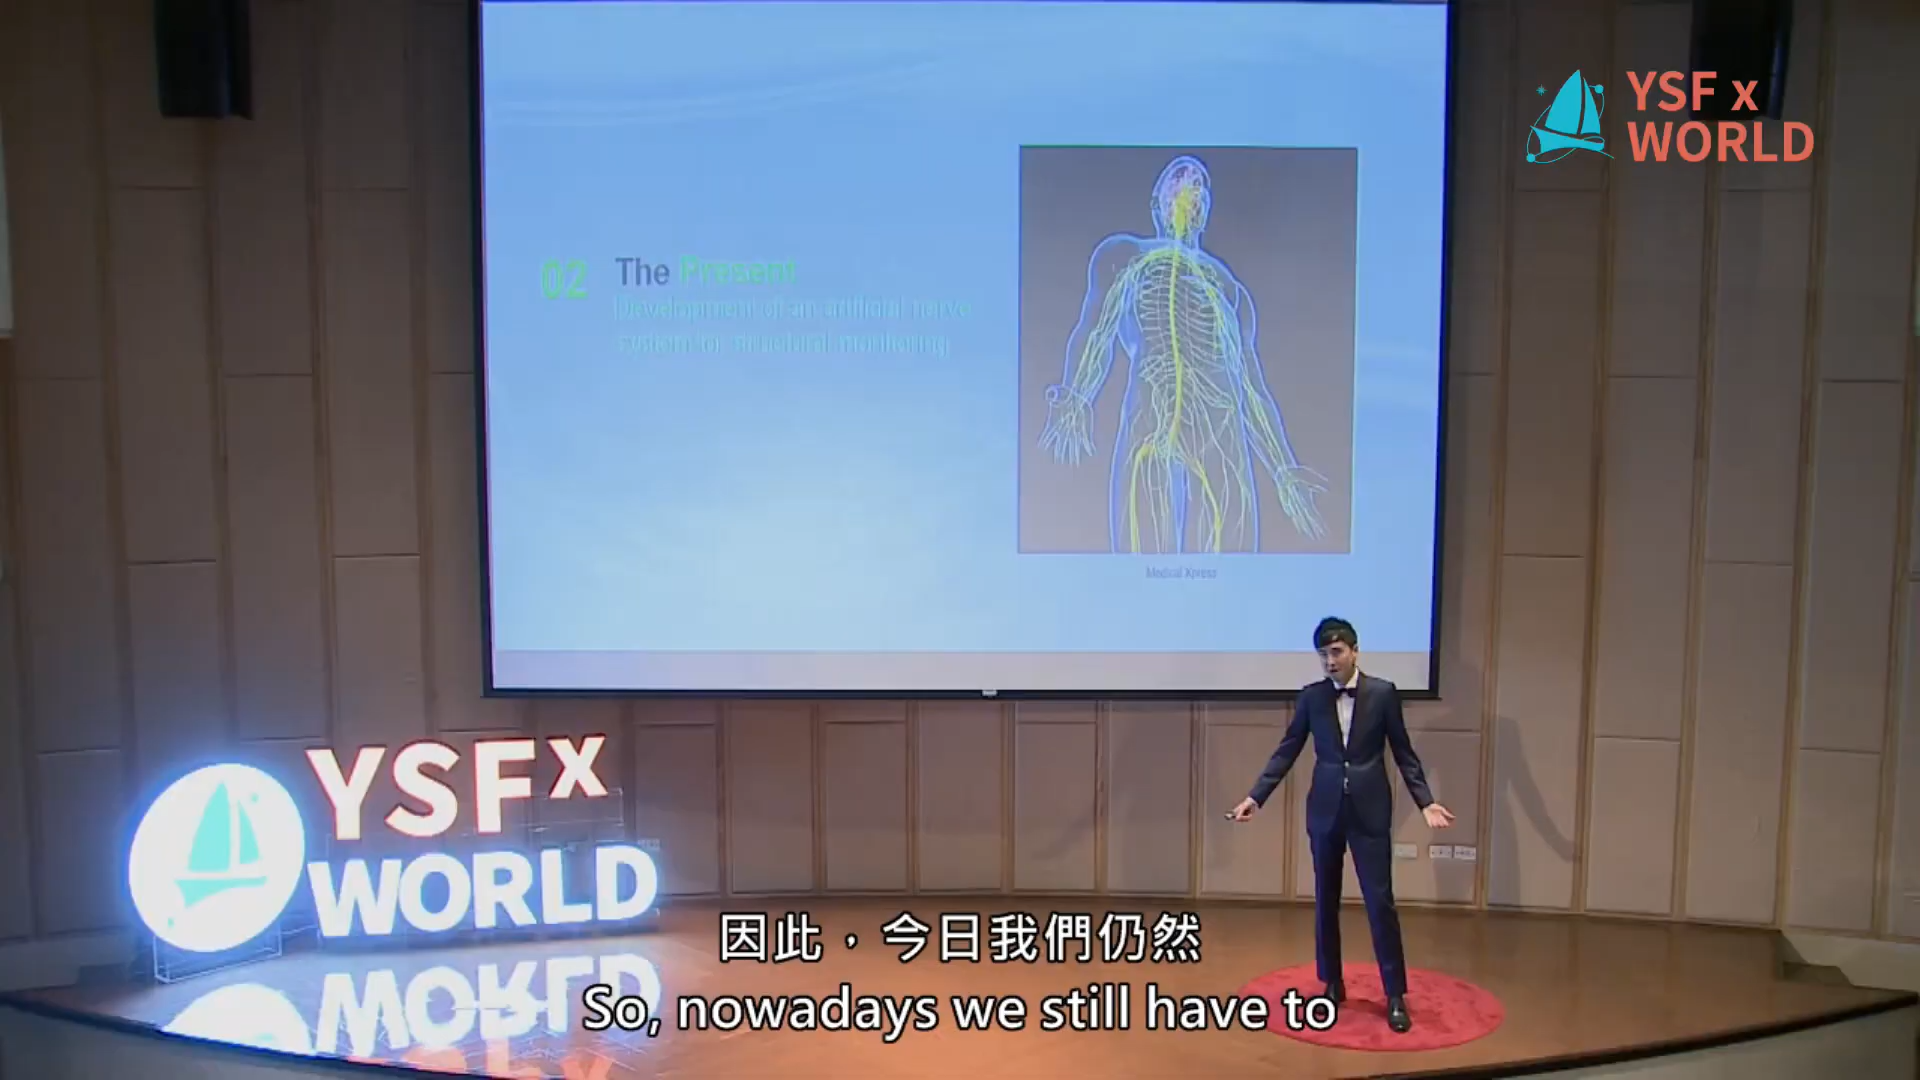 YSF x
WORLD
02 The Present
Development of an artificial nerve
system for structural monitoring
Medical Xpress
YSFx
WORLD
因此，今日我們仍然
So, nowadays we still have to